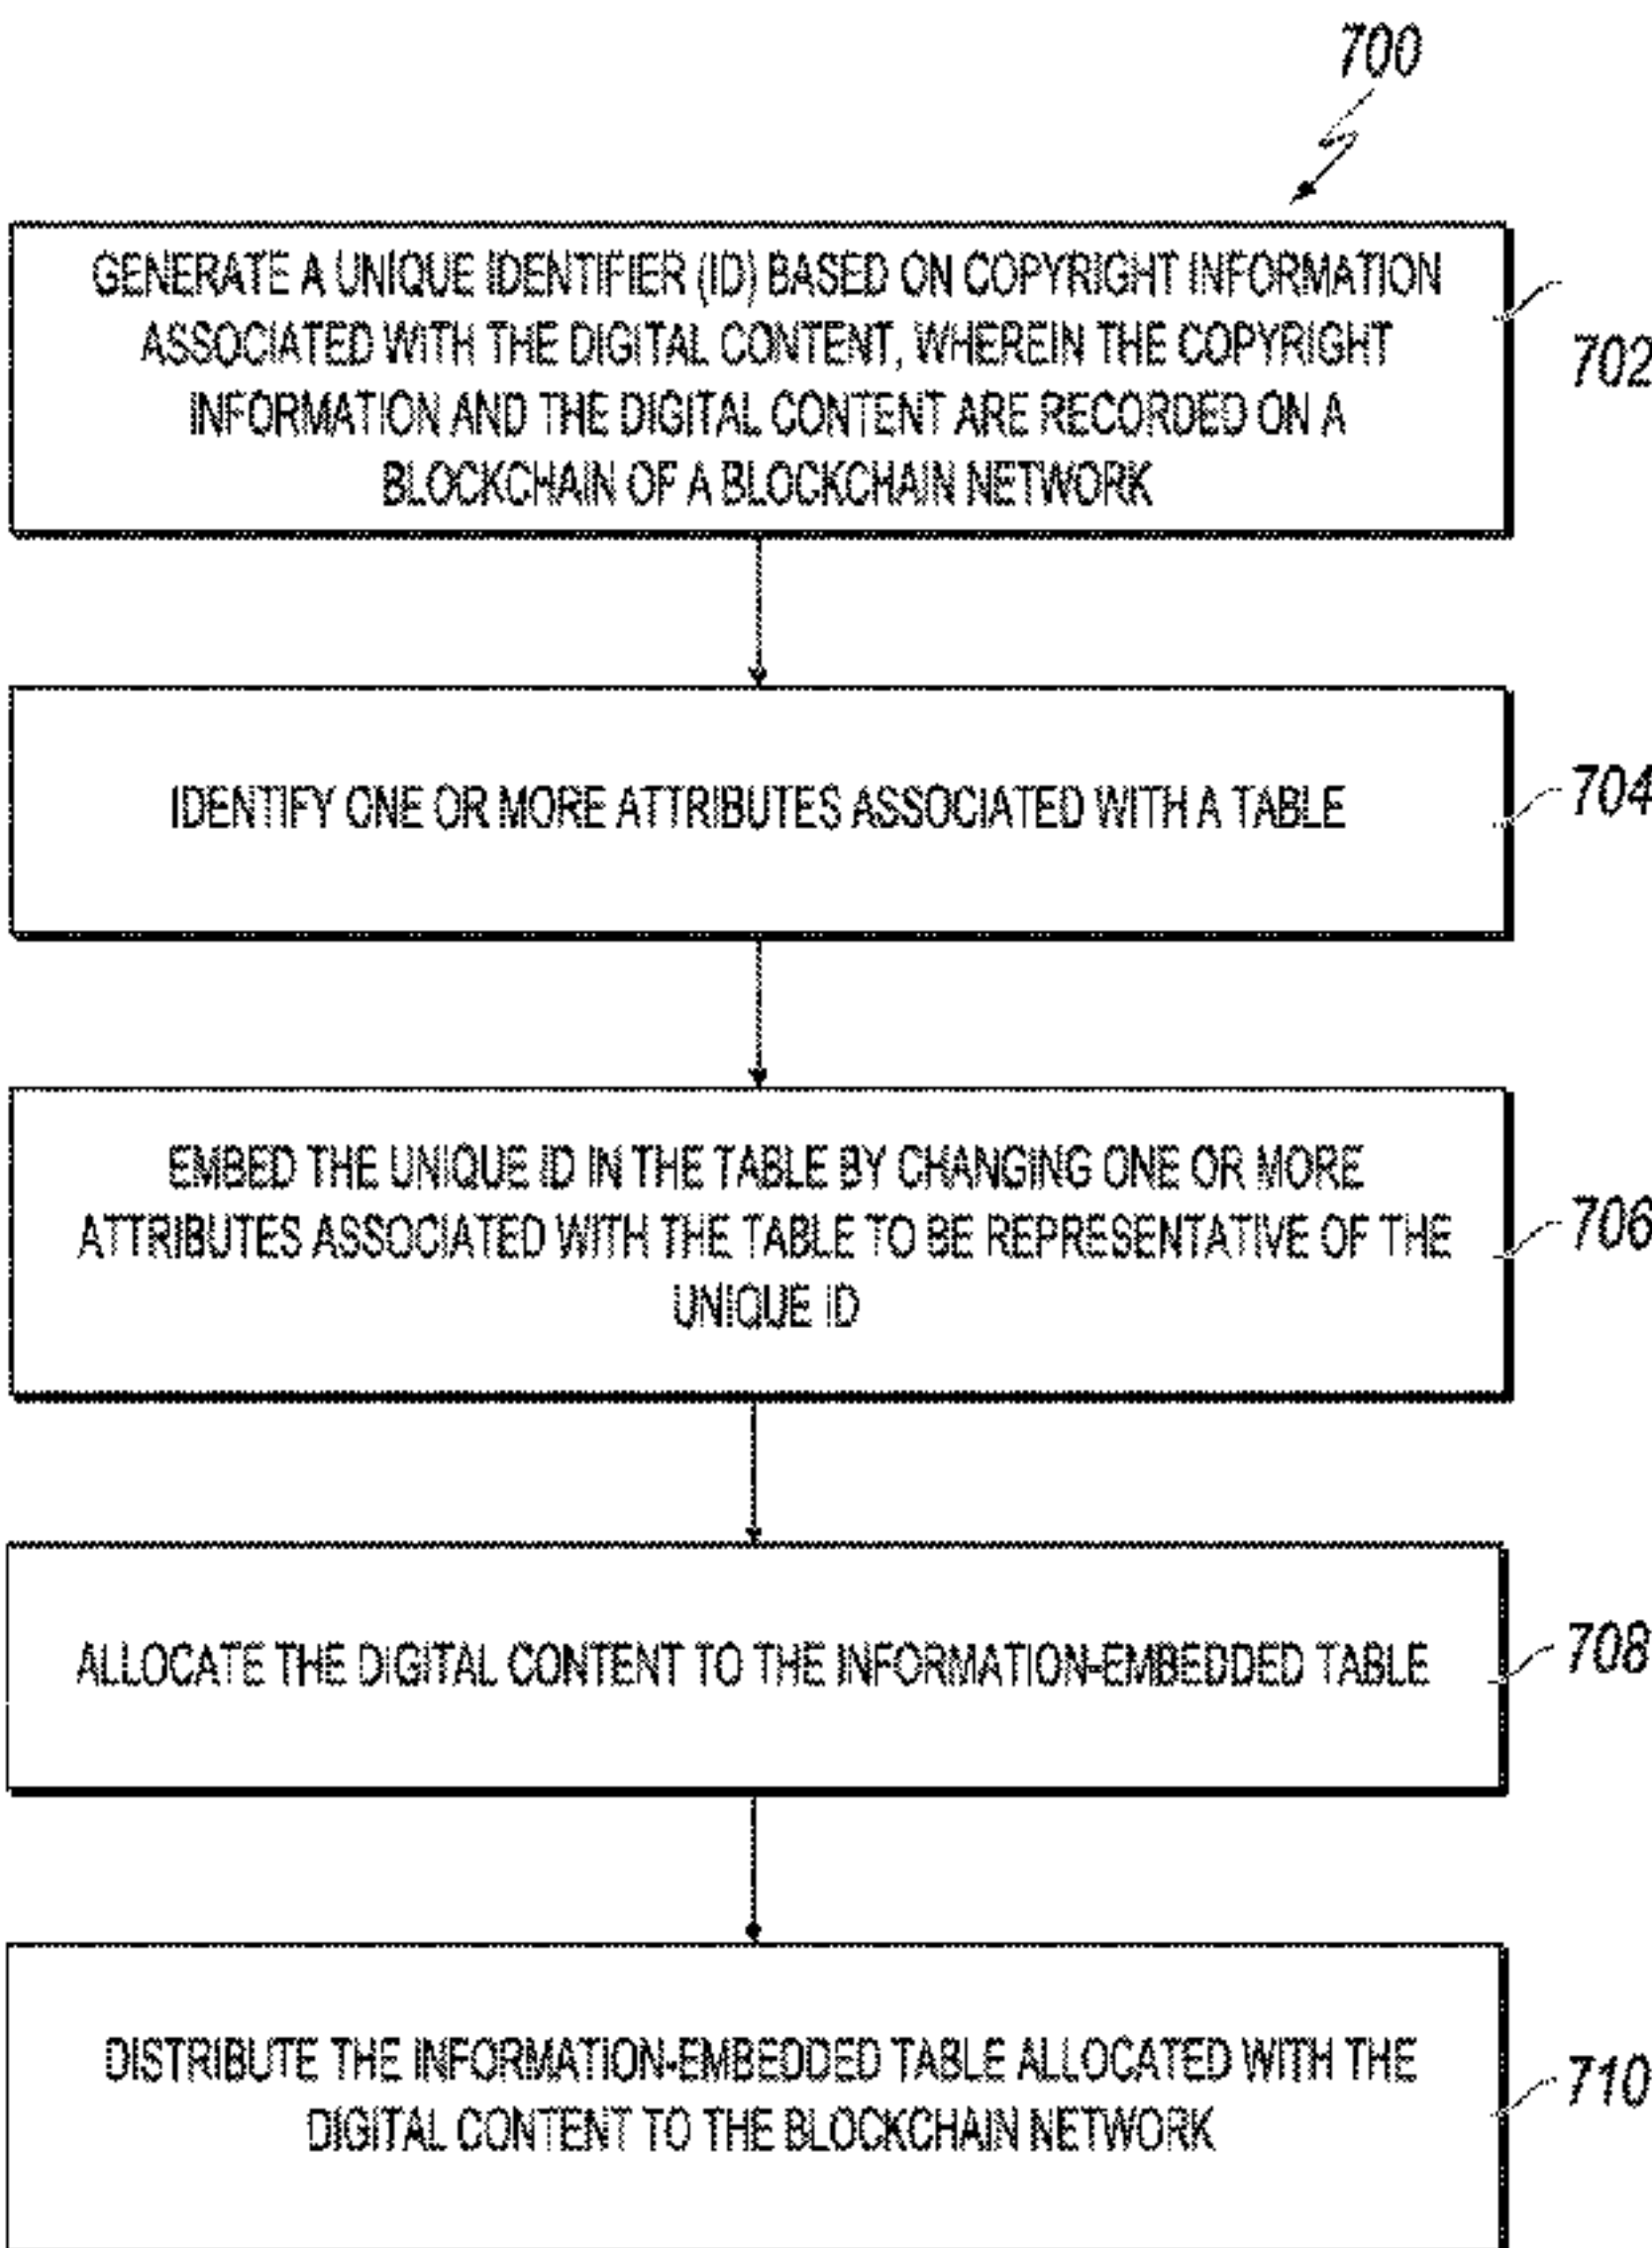 700
GENERATE A UNIQUE IDENTIFIER (ID) BASED ON COPYRIGHT INFORMATION
ASSOCIATED WITH THE DIGITAL CONTENT, WHEREIN THE COPYRIGHT
INFORMATION AND THE DIGITAL CONTENT ARE RECORDED ON A
BLOCKCHAIN OF A BLOCKCHAIN NETWORK
702
IDENTIFY ONE OR MORE ATTRIBUTES ASSOCIATED WITH A TABLE
704
EMBED THE UNIQUE ID IN THE TABLE BY CHANGING ONE OR MORE
ATTRIBUTES ASSOCIATED WITH THE TABLE TO BE REPRESENTATIVE OF THE
UNIQUE ID
706
ALLOCATE THE DIGITAL CONTENT TO THE INFORMATION-EMBEDDED TABLE
708
DISTRIBUTE THE INFORMATION-EMBEDDED TABLE ALLOCATED WITH THE
DIGITAL CONTENT TO THE BLOCKCHAIN NETWORK
710